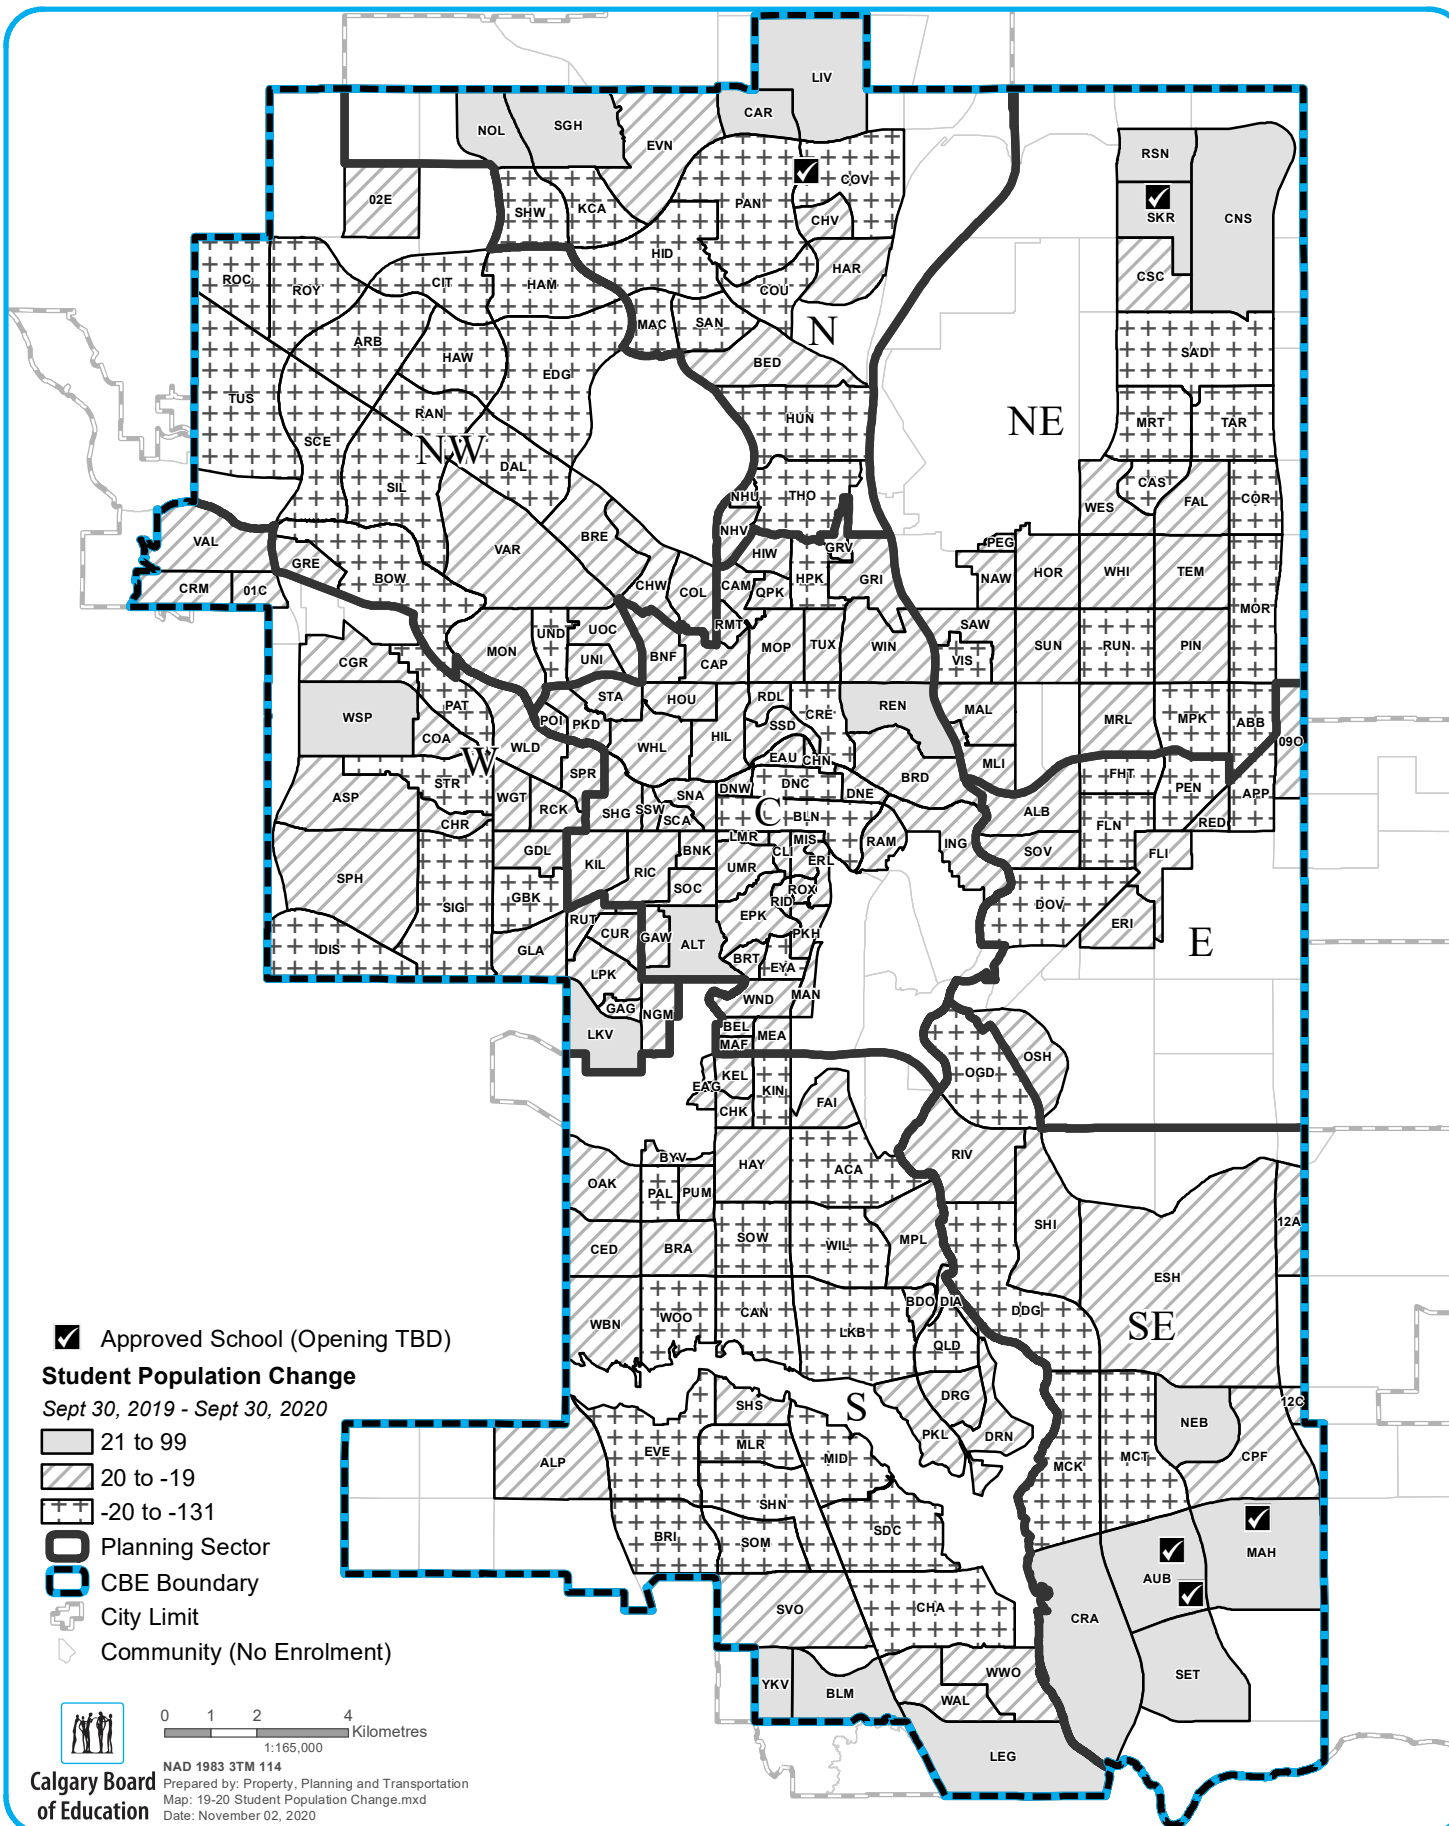 LIV
CAR
NOL
SGH
EVN
RSN
COV
SKR
CNS
02E
SHW
KCA
PAN
CHV
HID
HAR
CSC
ROC
ROY
CIT
HAM
COU
MAC
SAN
N
ARB
HAW
BED
SAD
EDG
TUS
RAN
HUN
NE
MRT
TAR
SCE
NW
DAL
SIL
NHU
THO
CAS
WES
FAL
COR
VAL
NHV
VAR
BRE
GRV
PEG
GRE
HIW
BOW
CHW
COL
CAM
QPK
HPK
GRI
NAW
HOR
WHI
TEM
CRM
01C
MOR
RMT
UND
UOC
MON
UNI
BNF
CAP
MOP
TUX
WIN
SAW
VIS
SUN
RUN
PIN
CGR
STA
HOU
RDL
WSP
PAT
POI
PKD
CRE
REN
MAL
MRL
MPK
ABB
COA
WLD
WHL
HIL
SSD
09O
W
EAU
CHN
MLI
SPR
BRD
FHT
STR
ASP
WGT
RCK
SNA
DNW
DNC
DNE
PEN
APP
SHG
SSW
SCA
C
BLN
ALB
CHR
FLN
RED
GDL
KIL
RIC
BNK
LMR
CLI
MIS
RAM
ING
SOV
FLI
SPH
UMR
ERL
SIG
GBK
SOC
ROX
RID
DOV
RUT
CUR
GAW
ALT
EPK
PKH
ERI
E
DIS
GLA
LPK
BRT
EYA
GAG
NGM
WND
MAN
LKV
BEL
MAF
MEA
OSH
KEL
EAG
KIN
OGD
CHK
FAI
BYV
HAY
ACA
RIV
OAK
PAL
PUM
SHI
12A
CED
BRA
SOW
WIL
MPL
ESH
WBN
WOO
CAN
LKB
BDO
DIA
DDG
SE
QLD
S
SHS
DRG
12C
NEB
PKL
DRN
EVE
MLR
MID
MCK
MCT
CPF
ALP
SHN
BRI
SOM
SDC
MAH
AUB
SVO
CHA
CRA
YKV
BLM
WWO
WAL
SET
LEG
Approved School (Opening TBD)
Student Population Change
Sept 30, 2019 - Sept 30, 2020
21 to 99
20 to -19
-20 to -131
Planning Sector
CBE Boundary
City Limit
Community (No Enrolment)
0 1 2 4
Kilometres
1:165,000
Calgary Board
of Education
NAD 1983 3TM 114
Prepared by: Property, Planning and Transportation
Map: 19-20 Student Population Change.mxd
Date: November 02, 2020